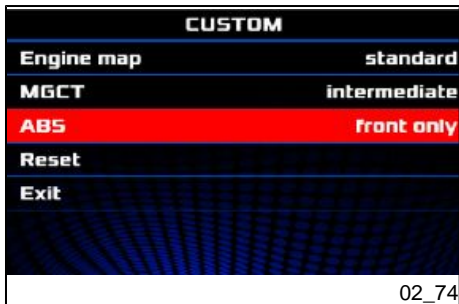 CUSTOM
Engine map standard
MGCT intermediate
ABS front only
Reset
Exit
02_74